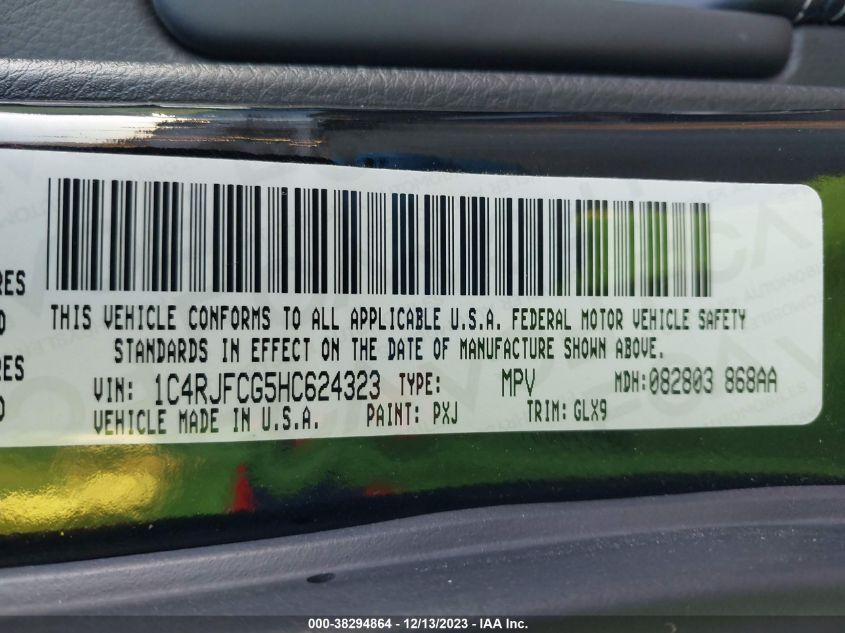 RES
D
RES
D
THIS VEHICLE CONFORMS TO ALL APPLICABLE U.S.A. FEDERAL MOTOR VEHICLE SAFETY
STANDARDS IN EFFECT ON THE DATE OF MANUFACTURE SHOWN ABOVE.
VIN: 1C4RJFCG5HC624323 TYPE: MPV MDH:082803 868AA
VEHICLE MADE IN U.S.A. PAINT: PXJ TRIM: GLX9
000-38294864 / 12/13/2023 - IAA, Inc.